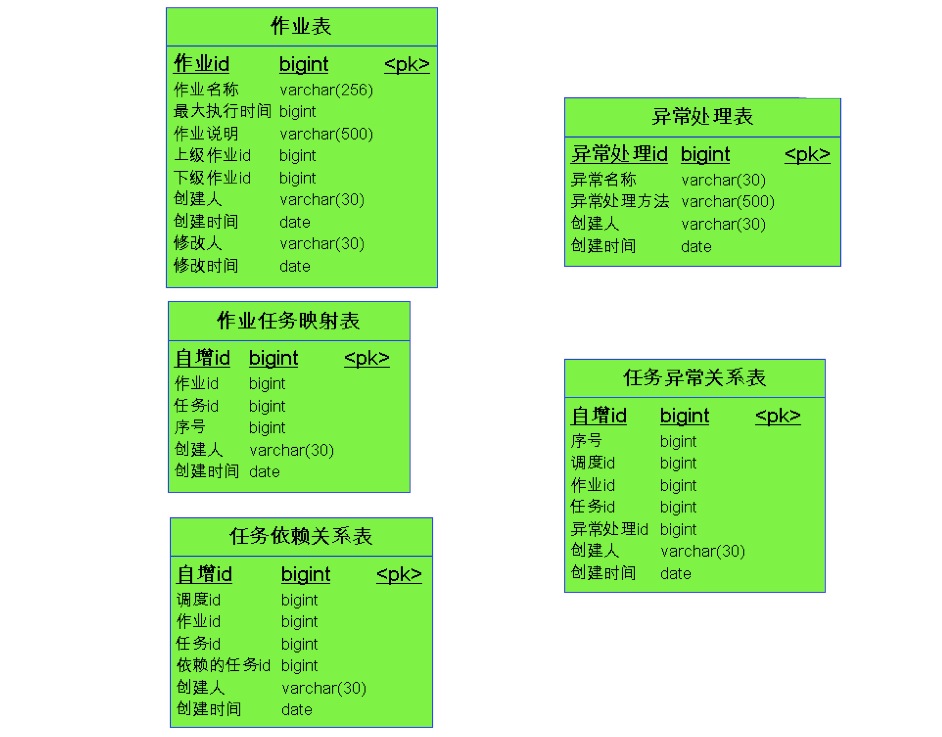 作业表
作业id bigint <pk>
作业名称 varchar(256)
最大执行时间 bigint
作业说明 varchar(500)
上级作业id bigint
下级作业id bigint
创建人 varchar(30)
创建时间 date
修改人 varchar(30)
修改时间 date
异常处理表
异常处理id bigint <pk>
异常名称 varchar(30)
异常处理方法 varchar(500)
创建人 varchar(30)
创建时间 date
作业任务映射表
自增id bigint <pk>
作业id bigint
任务id bigint
序号 bigint
创建人 varchar(30)
创建时间 date
任务异常关系表
自增id bigint <pk>
序号 bigint
调度id bigint
作业id bigint
任务id bigint
异常处理id bigint
创建人 varchar(30)
创建时间 date
任务依赖关系表
自增id bigint <pk>
调度id bigint
作业id bigint
任务id bigint
依赖的任务id bigint
创建人 varchar(30)
创建时间 date